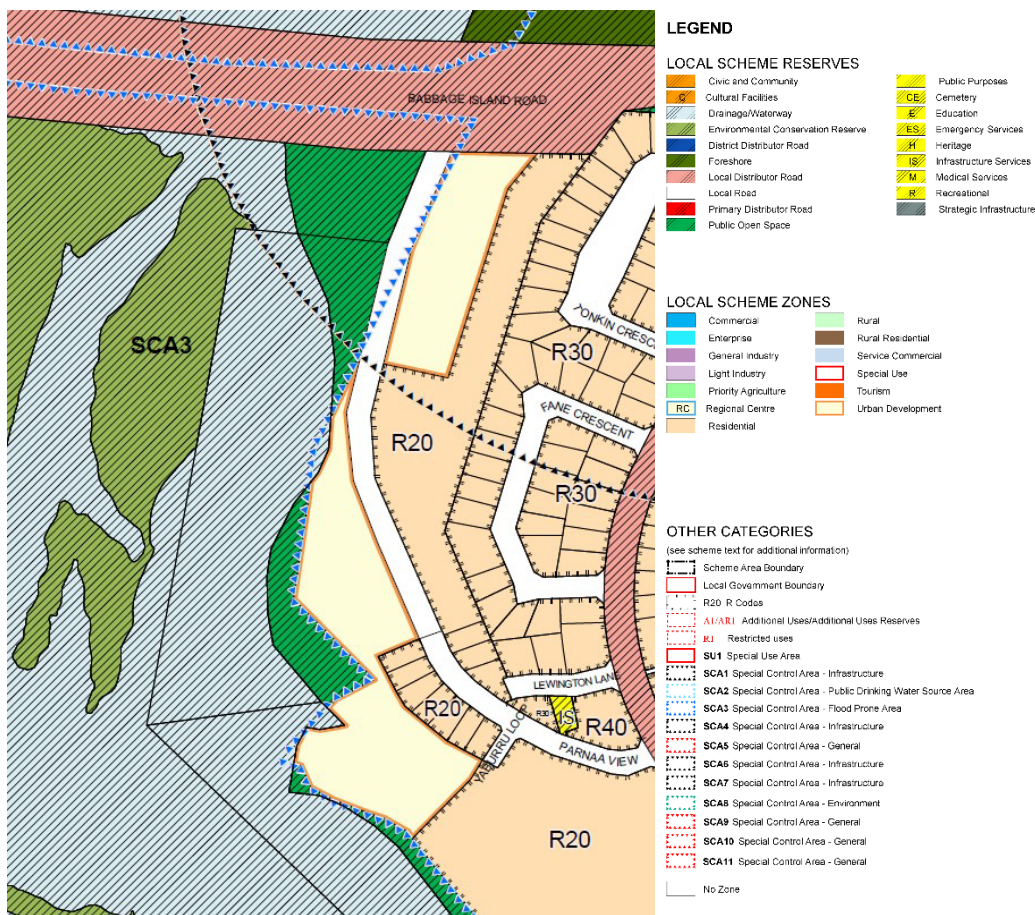 BABBAGE ISLAND ROAD
SCA3
R20
R30
YONKIN CRESCENT
FANE CRESCENT
R30
LEWINGTON LANE
R20
YABURRU LOOP
R30
IS
R40
PARNAA VIEW
R20
LEGEND
LOCAL SCHEME RESERVES
Civic and Community
C Cultural Facilities
Drainage/Waterway
Environmental Conservation Reserve
District Distributor Road
Foreshore
Local Distributor Road
Local Road
Primary Distributor Road
Public Open Space
Public Purposes
CE Cemetery
E Education
ES Emergency Services
H Heritage
IS Infrastructure Services
M Medical Services
R Recreational
Strategic Infrastructure
LOCAL SCHEME ZONES
Commercial
Enterprise
General Industry
Light Industry
Priority Agriculture
RC Regional Centre
Residential
Rural
Rural Residential
Service Commercial
Special Use
Tourism
Urban Development
OTHER CATEGORIES
(see scheme text for additional information)
Scheme Area Boundary
Local Government Boundary
R20 R Codes
A1/AR1 Additional Uses/Additional Uses Reserves
R1 Restricted uses
SU1 Special Use Area
SCA1 Special Control Area - Infrastructure
SCA2 Special Control Area - Public Drinking Water Source Area
SCA3 Special Control Area - Flood Prone Area
SCA4 Special Control Area - Infrastructure
SCA5 Special Control Area - General
SCA6 Special Control Area - Infrastructure
SCA7 Special Control Area - Infrastructure
SCA8 Special Control Area - Environment
SCA9 Special Control Area - General
SCA10 Special Control Area - General
SCA11 Special Control Area - General
No Zone